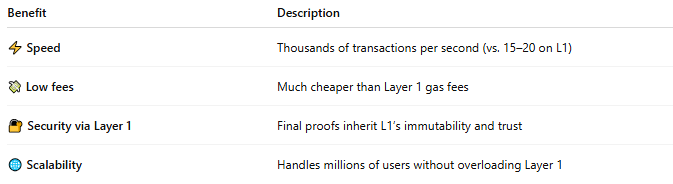 Benefit Description
⚡ Speed Thousands of transactions per second (vs. 15–20 on L1)
💸 Low fees Much cheaper than Layer 1 gas fees
🔐 Security via Layer 1 Final proofs inherit L1's immutability and trust
🌐 Scalability Handles millions of users without overloading Layer 1